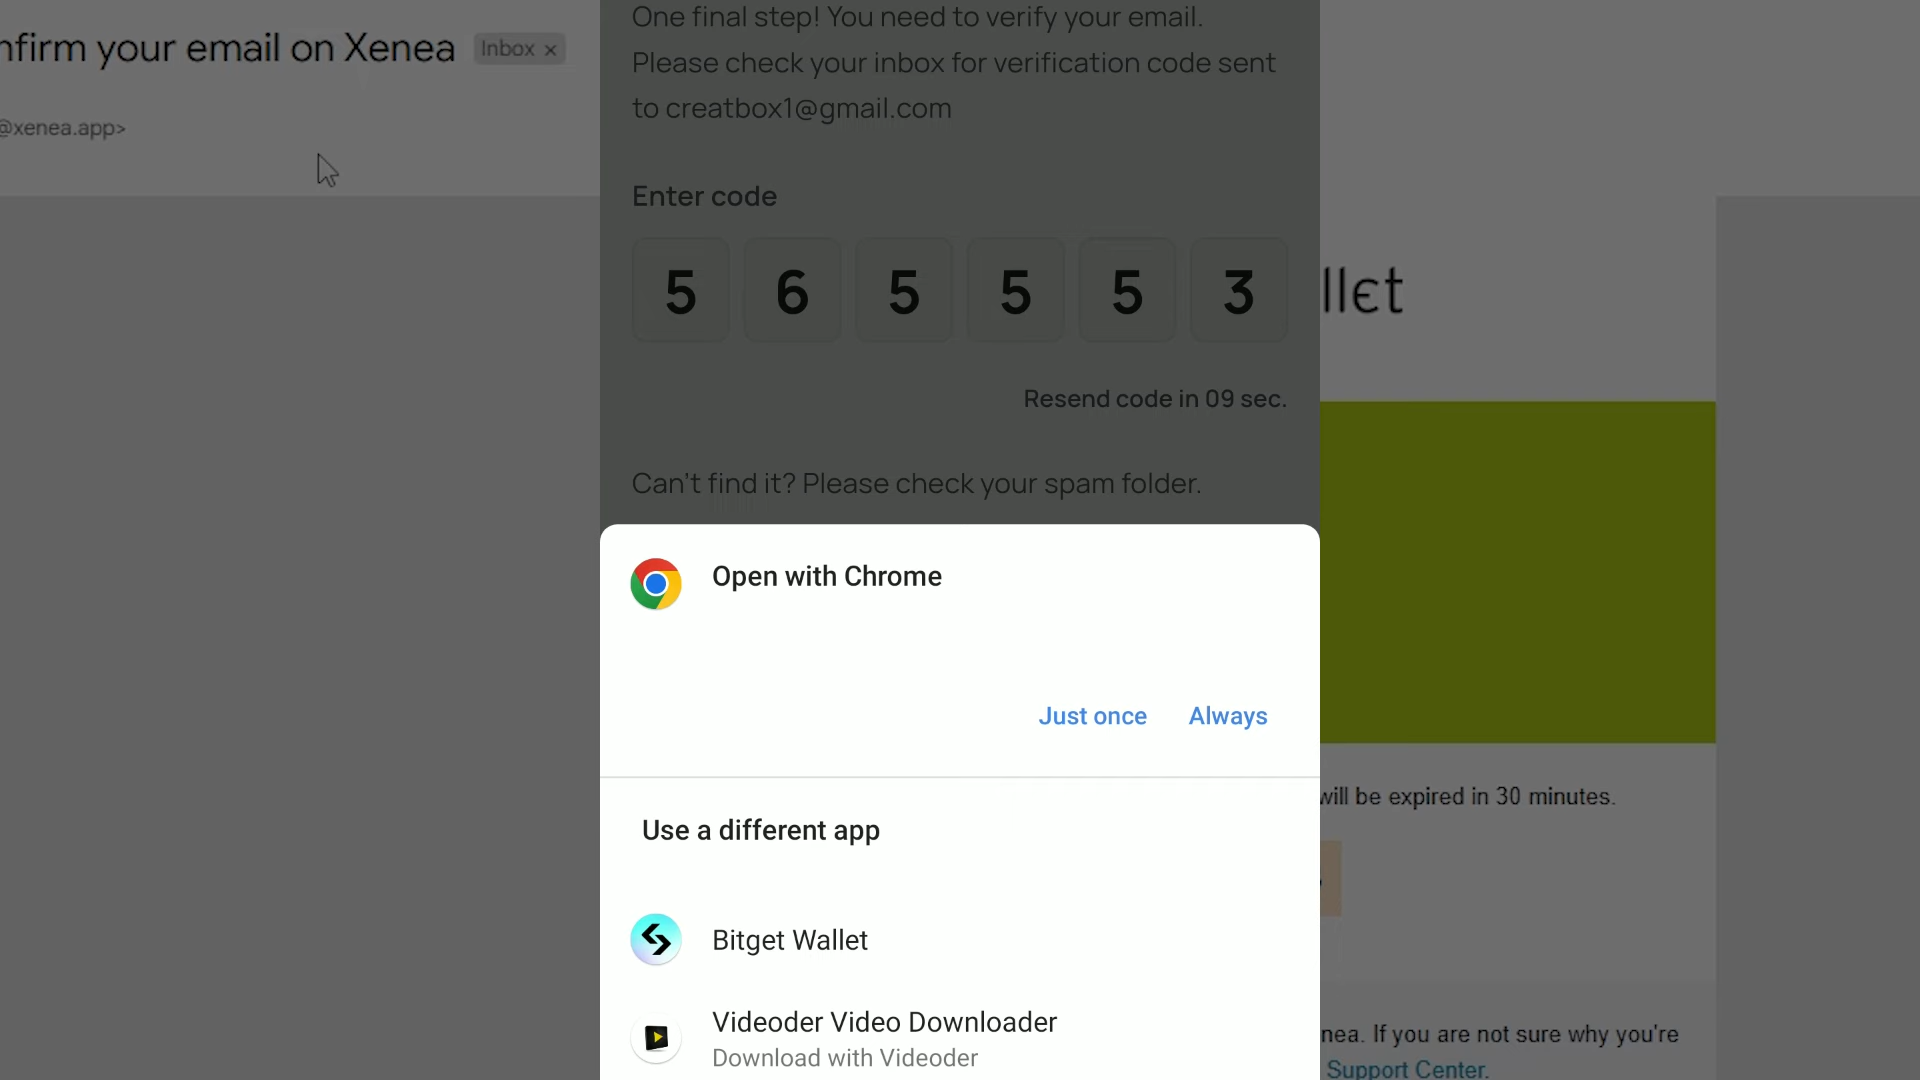 nfirm your email on Xenea Inbox ×
@xenea.app>
One final step! You need to verify your email.
Please check your inbox for verification code sent
to creatbox1@gmail.com
Enter code
5 6 5 5 5 3
Resend code in 09 sec.
Can't find it? Please check your spam folder.
Open with Chrome
Just once Always
Use a different app
Bitget Wallet
Videoder Video Downloader
Download with Videoder
llet
will be expired in 30 minutes.
nea. If you are not sure why you're
Support Center.